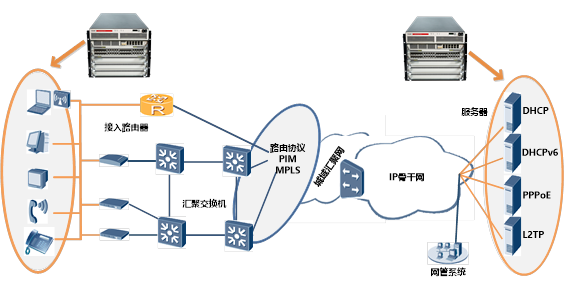 服务器
DHCP
接入路由器
R
路由协议
PIM
MPLS
城域汇聚网
IP骨干网
DHCPv6
汇聚交换机
PPPoE
L2TP
网管系统